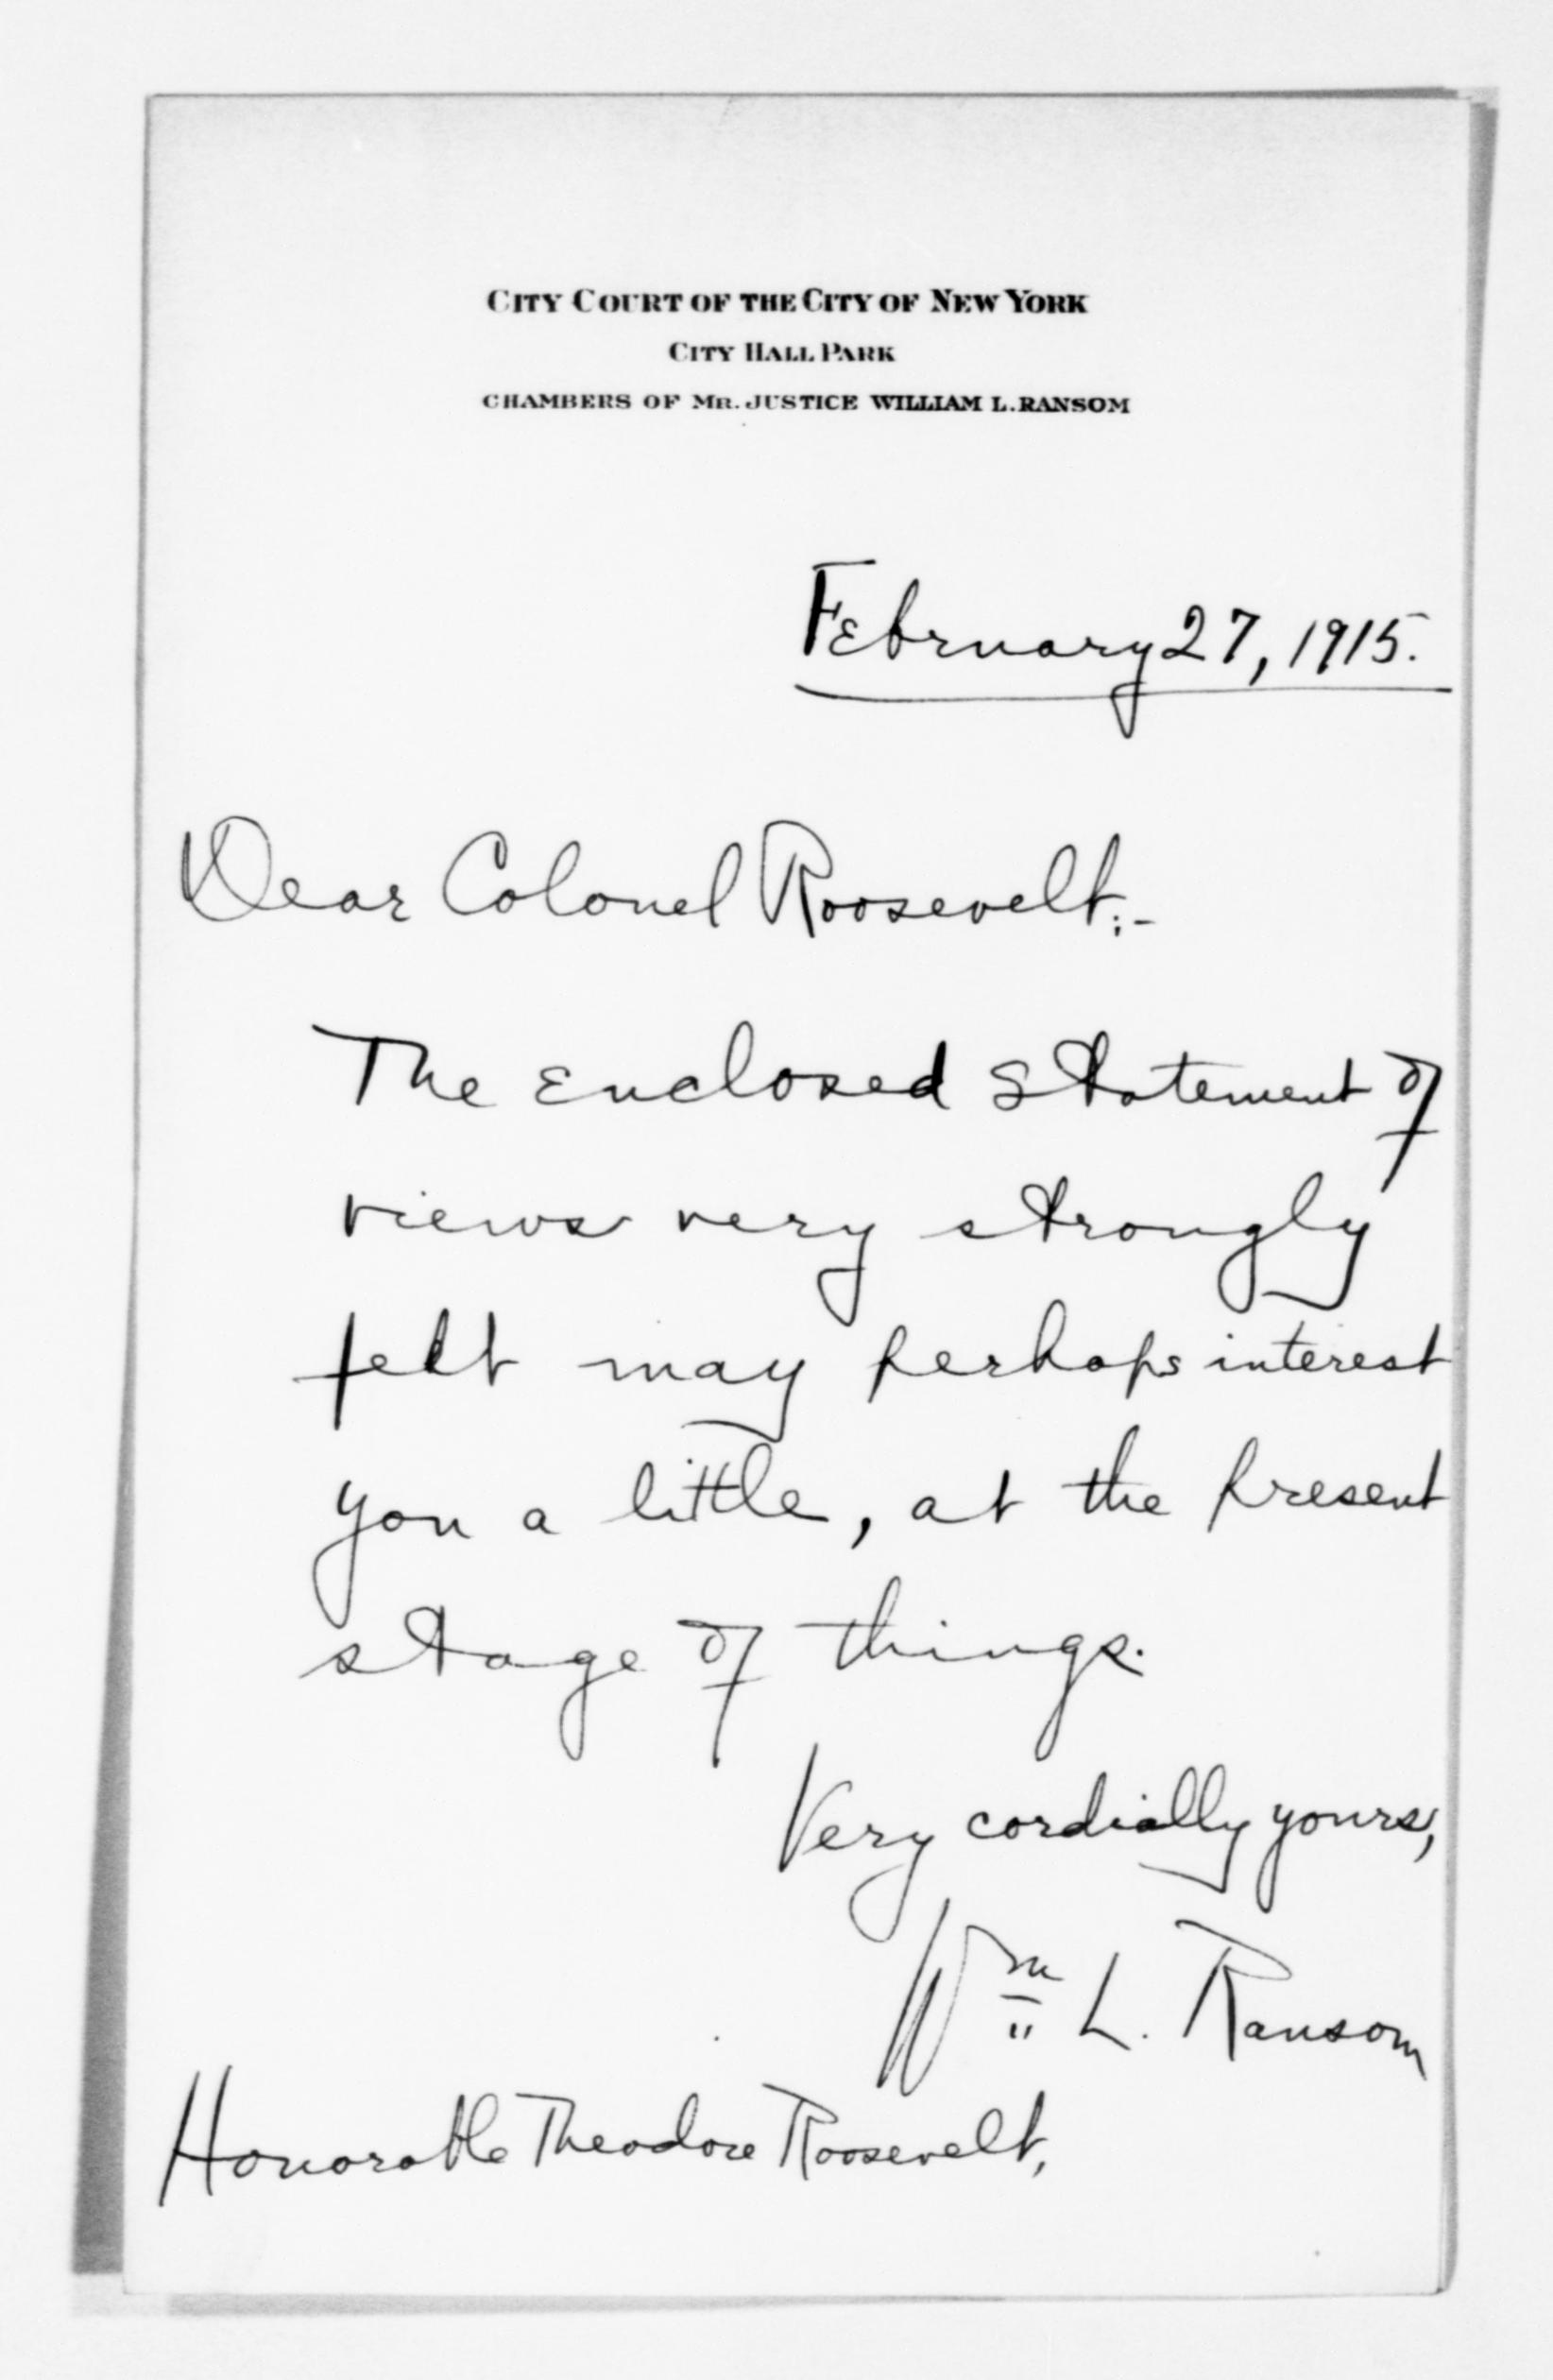 CITY COURT OF THE CITY OF NEW YORK
CITY HALL PARK
CHAMBERS OF MR. JUSTICE WILLIAM L. RANSOM
February 27, 1915.
Dear Colonel Roosevelt:-
The enclosed statement of
views very strongly
felt may perhaps interest
you a little, at the present
stage of things.
Very cordially yours,
Wm L. Ransom
Honorable Theodore Roosevelt,